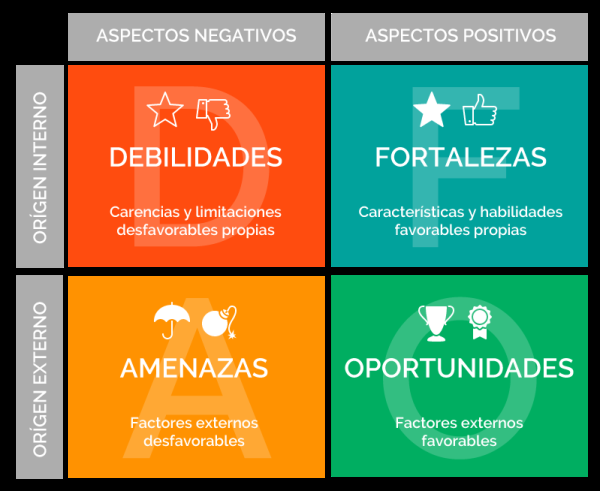 ASPECTOS NEGATIVOS
ASPECTOS POSITIVOS
ORÍGEN INTERNO
D
DEBILIDADES
Carencias y limitaciones
desfavorables propias
F
FORTALEZAS
Características y habilidades
favorables propias
ORÍGEN EXTERNO
A
AMENAZAS
Factores externos
desfavorables
O
OPORTUNIDADES
Factores externos
favorables